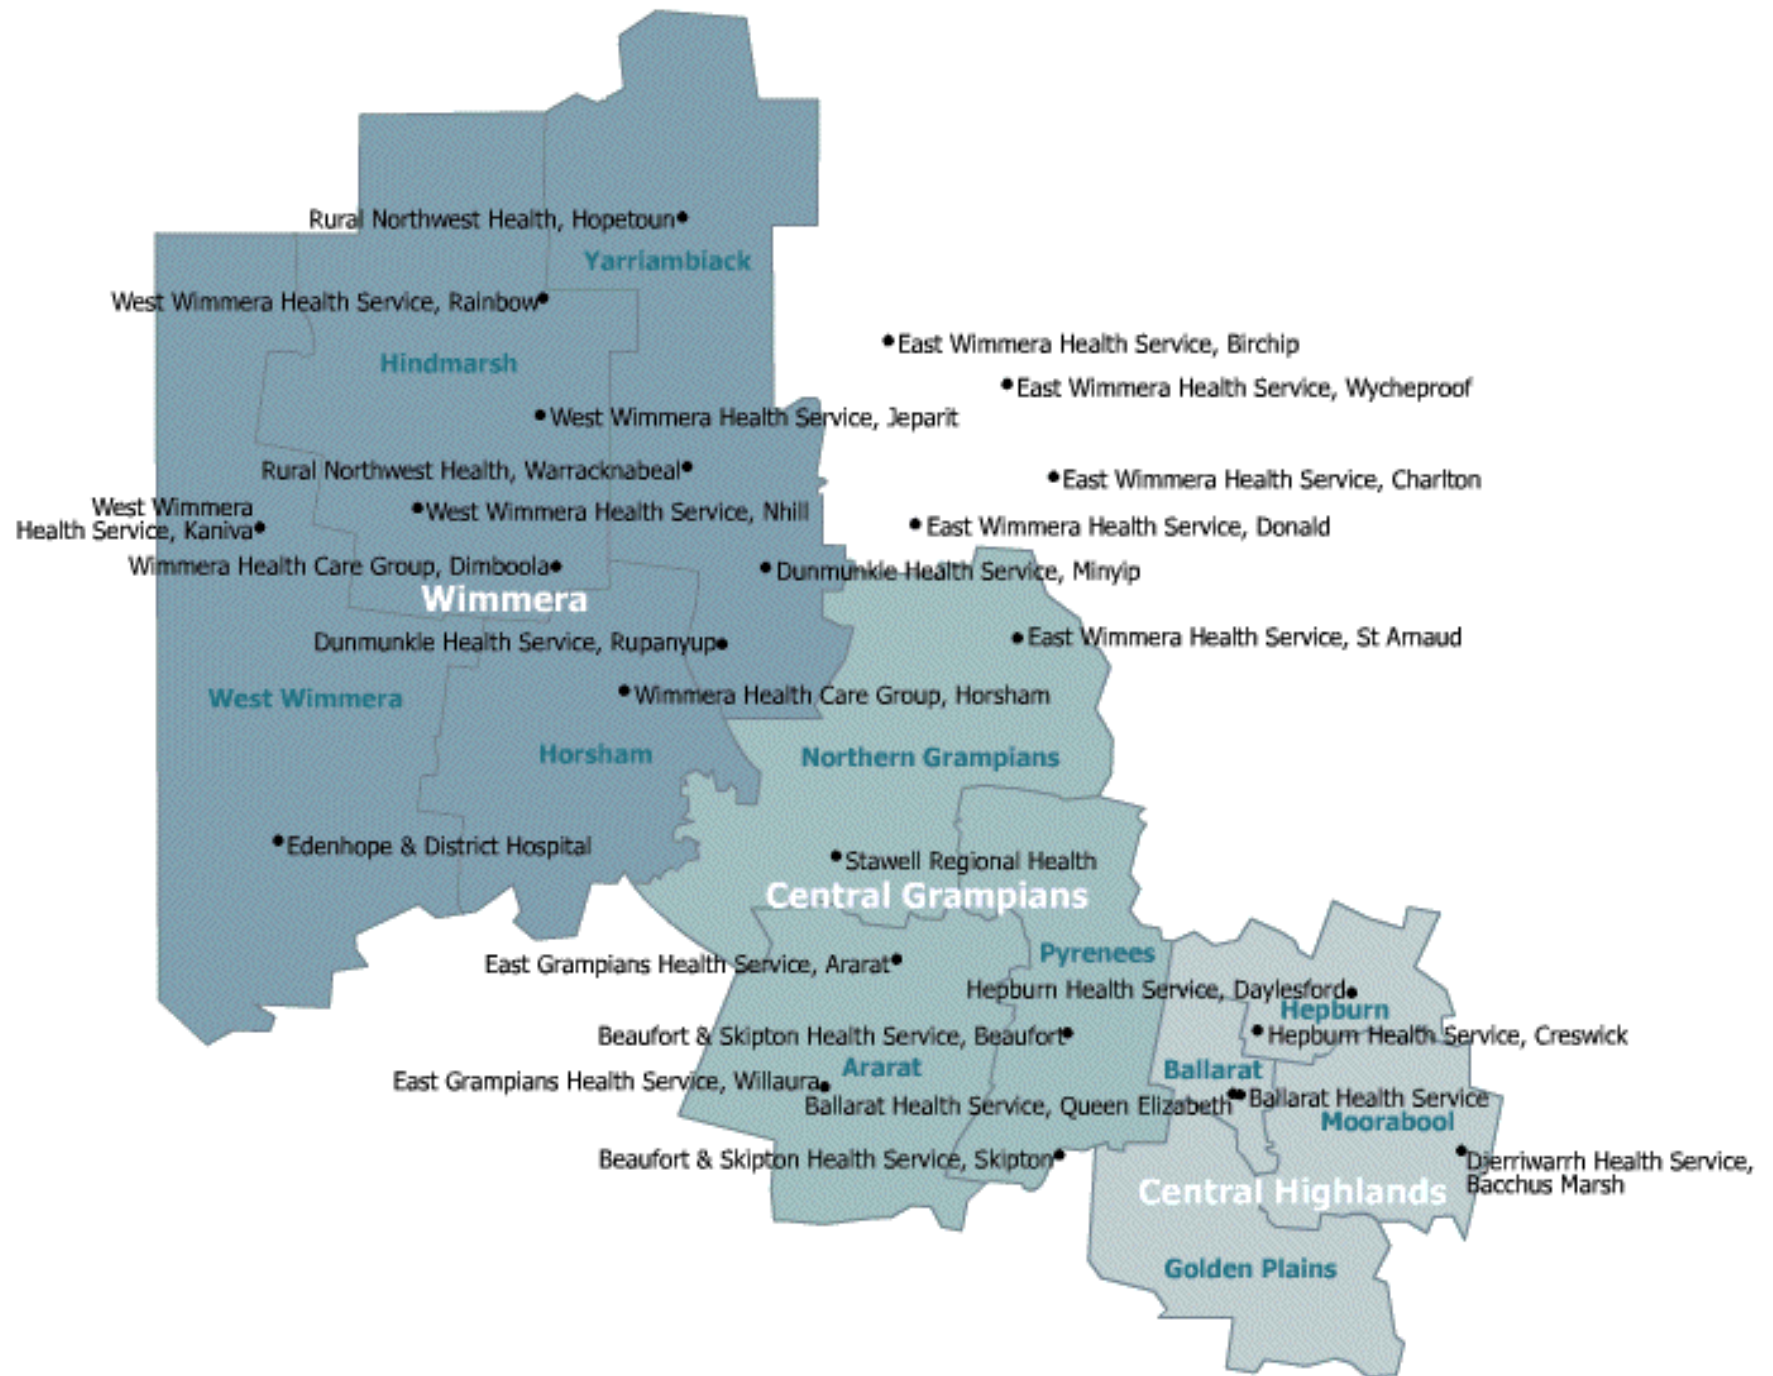 Rural Northwest Health, Hopetoun
Yarriambiack
West Wimmera Health Service, Rainbow
East Wimmera Health Service, Birchip
Hindmarsh
East Wimmera Health Service, Wycheproof
West Wimmera Health Service, Jeparit
Rural Northwest Health, Warracknabeal
East Wimmera Health Service, Charlton
West Wimmera
Health Service, Kaniva
West Wimmera Health Service, Nhill
East Wimmera Health Service, Donald
Wimmera Health Care Group, Dimboola
Dunmunkle Health Service, Minyip
Wimmera
Dunmunkle Health Service, Rupanyup
East Wimmera Health Service, St Arnaud
West Wimmera
Wimmera Health Care Group, Horsham
Horsham
Northern Grampians
Edenhope & District Hospital
Stawell Regional Health
Central Grampians
East Grampians Health Service, Ararat
Pyrenees
Hepburn Health Service, Daylesford
Hepburn
Beaufort & Skipton Health Service, Beaufort
Hepburn Health Service, Creswick
Ararat
Ballarat
East Grampians Health Service, Willaura
Ballarat Health Service, Queen Elizabeth
Ballarat Health Service
Moorabool
Beaufort & Skipton Health Service, Skipton
Djerriwarrh Health Service,
Bacchus Marsh
Central Highlands
Golden Plains